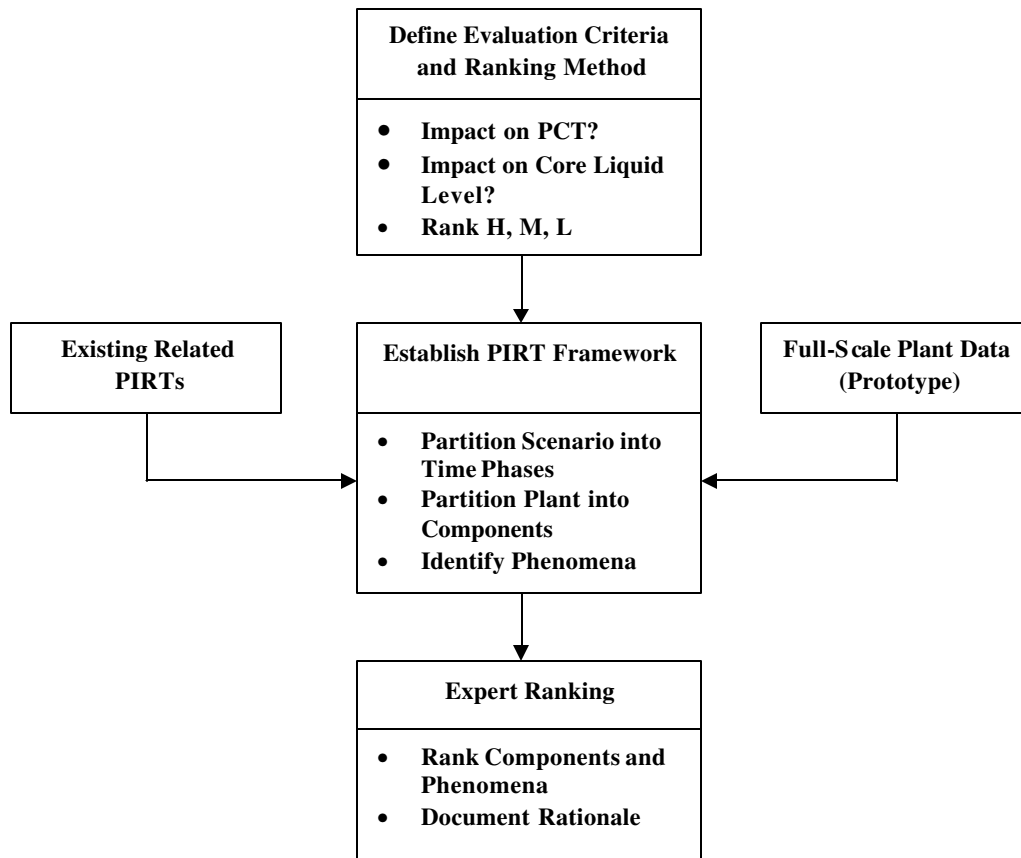 Define Evaluation Criteria
and Ranking Method
• Impact on PCT?
• Impact on Core Liquid
Level?
• Rank H, M, L
Existing Related
PIRTs
Establish PIRT Framework
• Partition Scenario into
Time Phases
• Partition Plant into
Components
• Identify Phenomena
Full-Scale Plant Data
(Prototype)
Expert Ranking
• Rank Components and
Phenomena
• Document Rationale